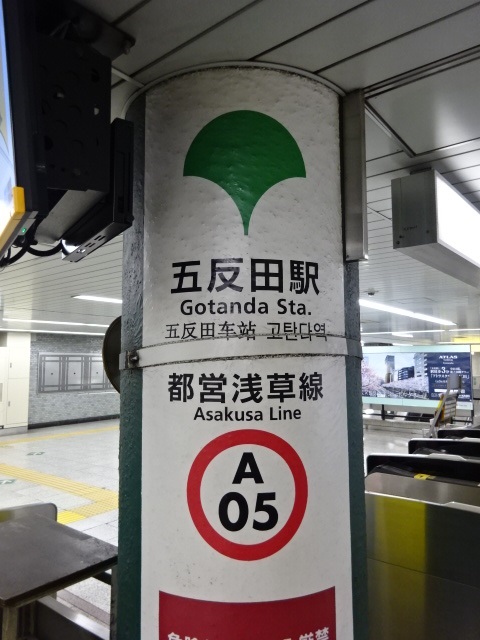 五反田駅
Gotanda Sta.
五反田车站 고탄다역
都営浅草線
Asakusa Line
A
05
ATLAS